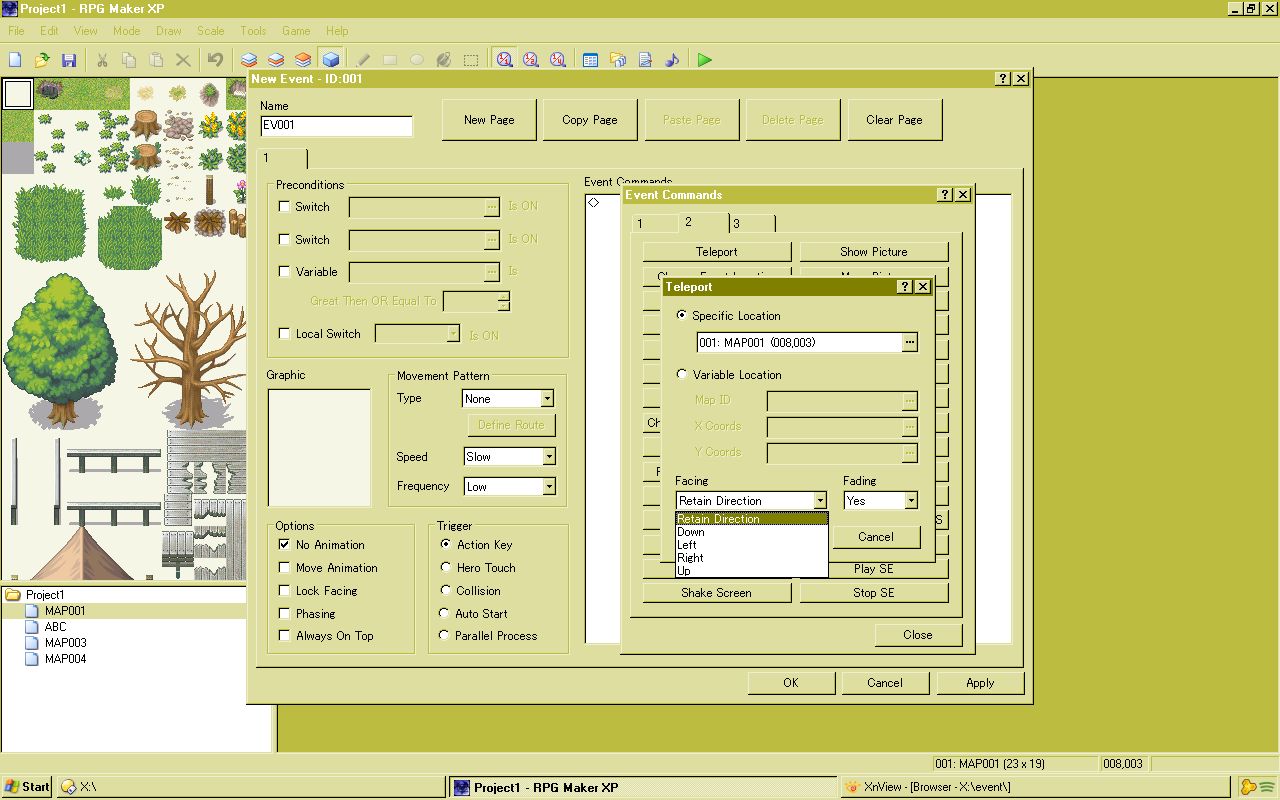 Project1 - RPG Maker XP
File Edit View Mode Draw Scale Tools Game Help
New Event - ID:001
Name
EV001
New Page
Copy Page
Paste Page
Delete Page
Clear Page
1
Preconditions
Switch
Is ON
Switch
Is ON
Variable
Is
Great Then OR Equal To
Local Switch
Is ON
Graphic
Movement Pattern
Type
None
Define Route
Speed
Slow
Frequency
Low
Options
No Animation
Move Animation
Lock Facing
Phasing
Always On Top
Trigger
Action Key
Hero Touch
Collision
Auto Start
Parallel Process
Event Commands
Event Commands
1
2
3
Teleport
Show Picture
Teleport
Specific Location
001: MAP001 (008,003)
Variable Location
Map ID
X Coords
Y Coords
Facing
Fading
Retain Direction
Yes
Retain Direction
Down
Left
Right
Up
Cancel
Play SE
Shake Screen
Stop SE
Close
OK
Cancel
Apply
Project1
MAP001
ABC
MAP003
MAP004
001: MAP001 (23 x 19)
008,003
Start
X:\
Project1 - RPG Maker XP
XnView - [Browser - X:\event\]